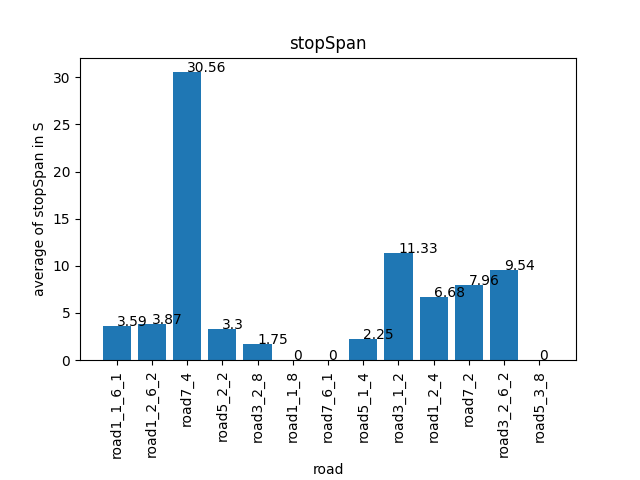 stopSpan
average of stopSpan in S
30
25
20
15
10
5
0
3.59
3.87
30.56
3.3
1.75
0
0
2.25
11.33
6.68
7.96
9.54
0
road1_1_6_1
road1_2_6_2
road7_4
road5_2_2
road3_2_8
road1_1_8
road7_6_1
road5_1_4
road3_1_2
road1_2_4
road7_2
road3_2_6_2
road5_3_8
road